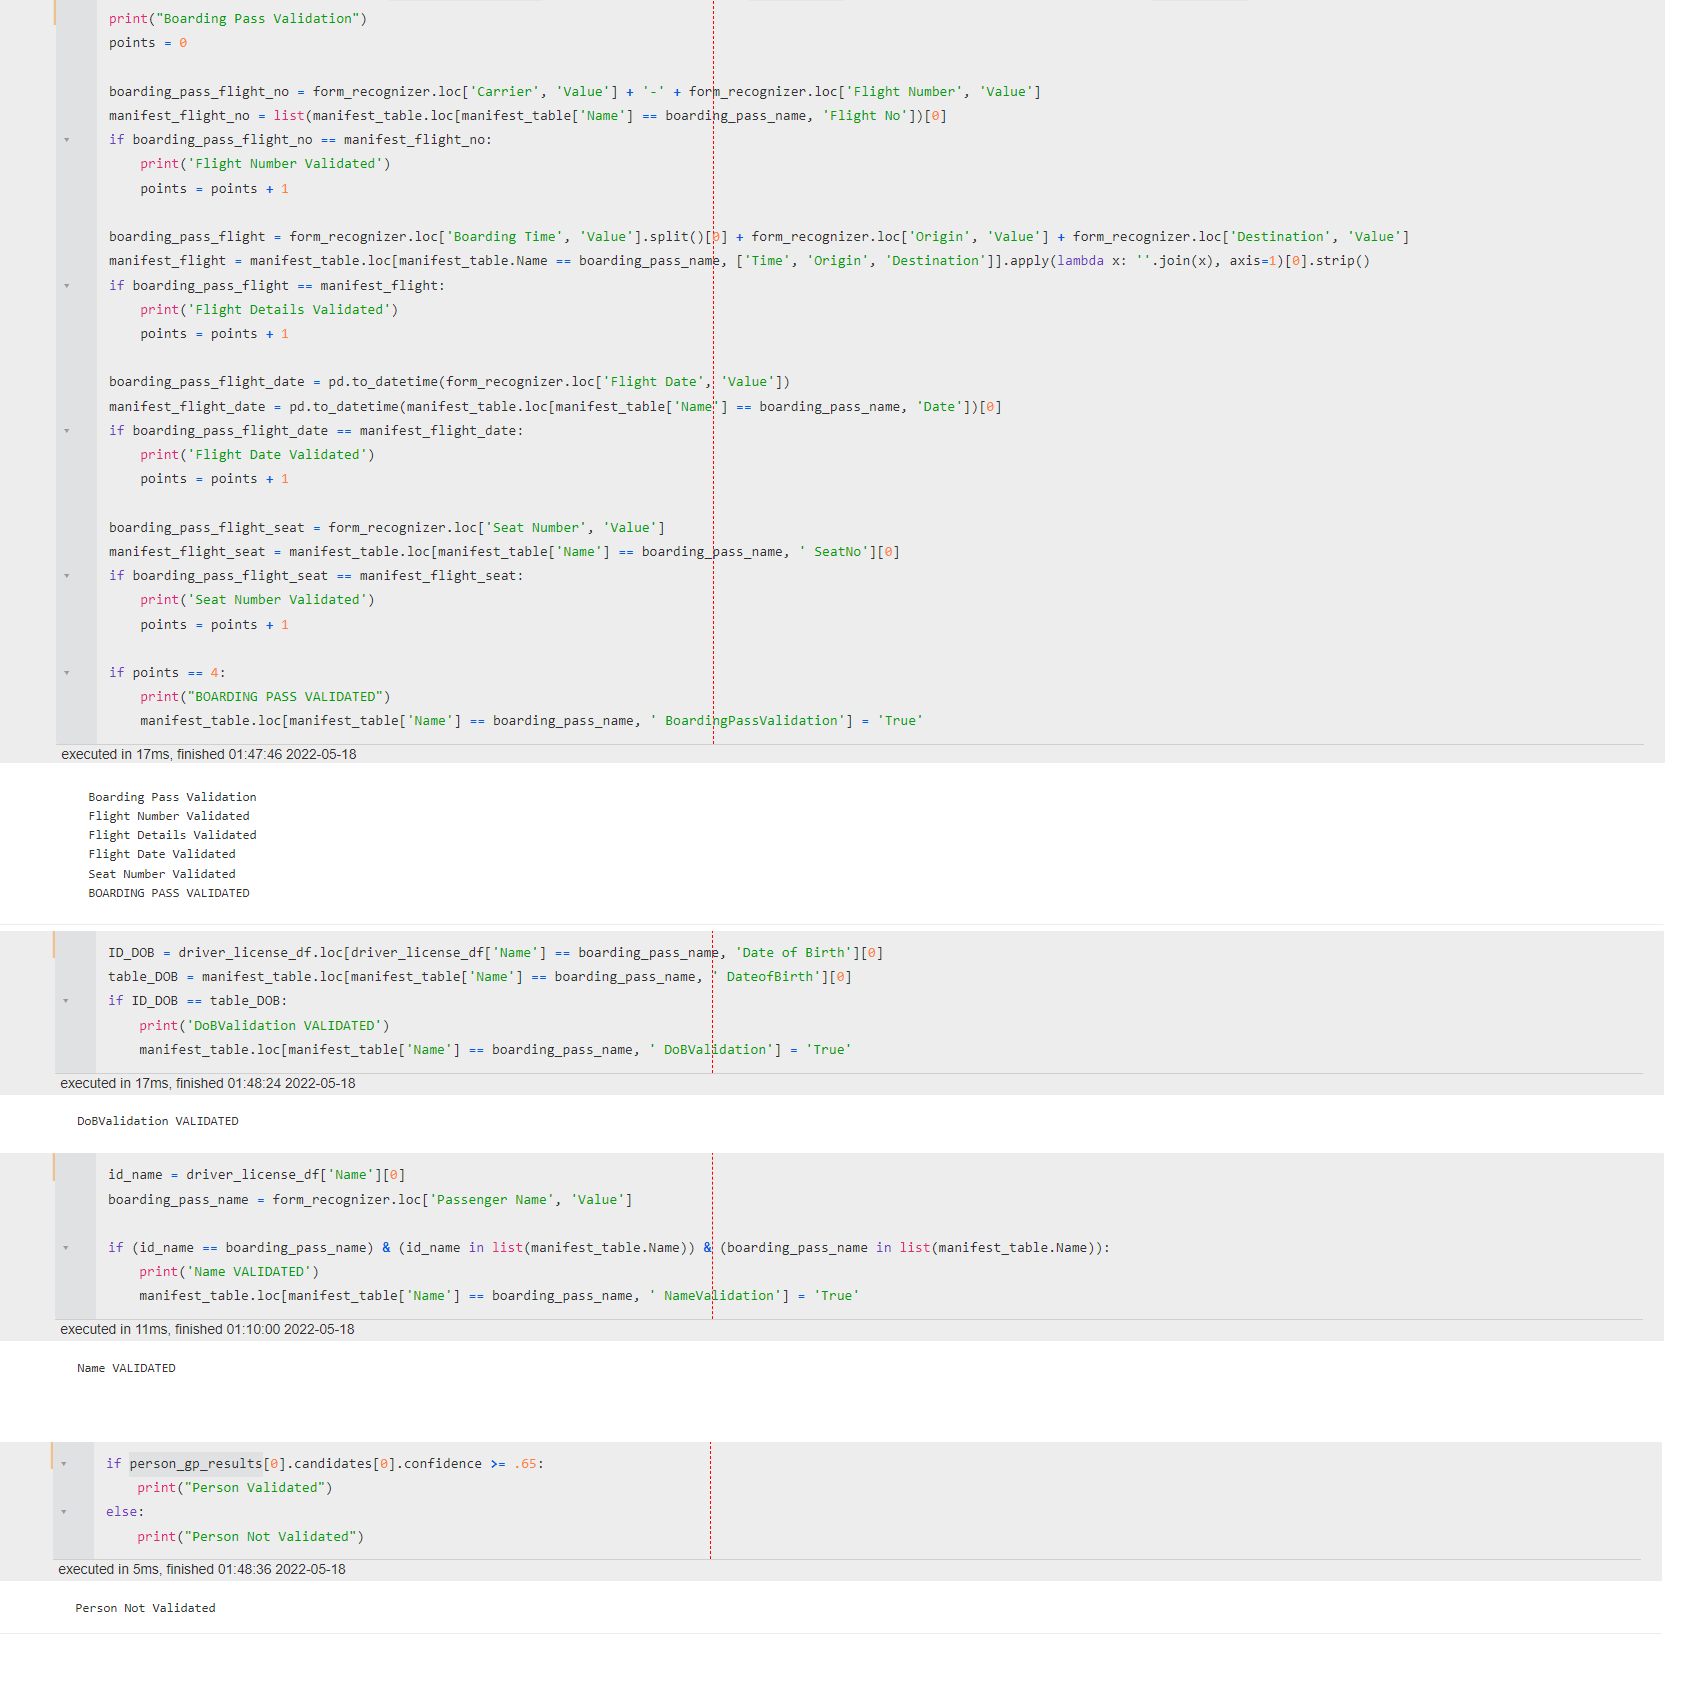 print("Boarding Pass Validation")
points = 0
boarding_pass_flight_no = form_recognizer.loc['Carrier', 'Value'] + '-' + form_recognizer.loc['Flight Number', 'Value']
manifest_flight_no = list(manifest_table.loc[manifest_table['Name'] == boarding_pass_name, 'Flight No'])[0]
if boarding_pass_flight_no == manifest_flight_no:
    print('Flight Number Validated')
    points = points + 1
boarding_pass_flight = form_recognizer.loc['Boarding Time', 'Value'].split()[0] + form_recognizer.loc['Origin', 'Value'] + form_recognizer.loc['Destination', 'Value']
manifest_flight = manifest_table.loc[manifest_table.Name == boarding_pass_name, ['Time', 'Origin', 'Destination']].apply(lambda x: ''.join(x), axis=1)[0].strip()
if boarding_pass_flight == manifest_flight:
    print('Flight Details Validated')
    points = points + 1
boarding_pass_flight_date = pd.to_datetime(form_recognizer.loc['Flight Date', 'Value'])
manifest_flight_date = pd.to_datetime(manifest_table.loc[manifest_table['Name'] == boarding_pass_name, 'Date'])[0]
if boarding_pass_flight_date == manifest_flight_date:
    print('Flight Date Validated')
    points = points + 1
boarding_pass_flight_seat = form_recognizer.loc['Seat Number', 'Value']
manifest_flight_seat = manifest_table.loc[manifest_table['Name'] == boarding_pass_name, ' SeatNo'][0]
if boarding_pass_flight_seat == manifest_flight_seat:
    print('Seat Number Validated')
    points = points + 1
if points == 4:
    print("BOARDING PASS VALIDATED")
    manifest_table.loc[manifest_table['Name'] == boarding_pass_name, ' BoardingPassValidation'] = 'True'
executed in 17ms, finished 01:47:46 2022-05-18
Boarding Pass Validation
Flight Number Validated
Flight Details Validated
Flight Date Validated
Seat Number Validated
BOARDING PASS VALIDATED
ID_DOB = driver_license_df.loc[driver_license_df['Name'] == boarding_pass_name, 'Date of Birth'][0]
table_DOB = manifest_table.loc[manifest_table['Name'] == boarding_pass_name, ' DateofBirth'][0]
if ID_DOB == table_DOB:
    print('DoBValidation VALIDATED')
    manifest_table.loc[manifest_table['Name'] == boarding_pass_name, ' DoBValidation'] = 'True'
executed in 17ms, finished 01:48:24 2022-05-18
DoBValidation VALIDATED
id_name = driver_license_df['Name'][0]
boarding_pass_name = form_recognizer.loc['Passenger Name', 'Value']
if (id_name == boarding_pass_name) & (id_name in list(manifest_table.Name)) & (boarding_pass_name in list(manifest_table.Name)):
    print('Name VALIDATED')
    manifest_table.loc[manifest_table['Name'] == boarding_pass_name, ' NameValidation'] = 'True'
executed in 11ms, finished 01:10:00 2022-05-18
Name VALIDATED
if person_gp_results[0].candidates[0].confidence >= .65:
    print("Person Validated")
else:
    print("Person Not Validated")
executed in 5ms, finished 01:48:36 2022-05-18
Person Not Validated